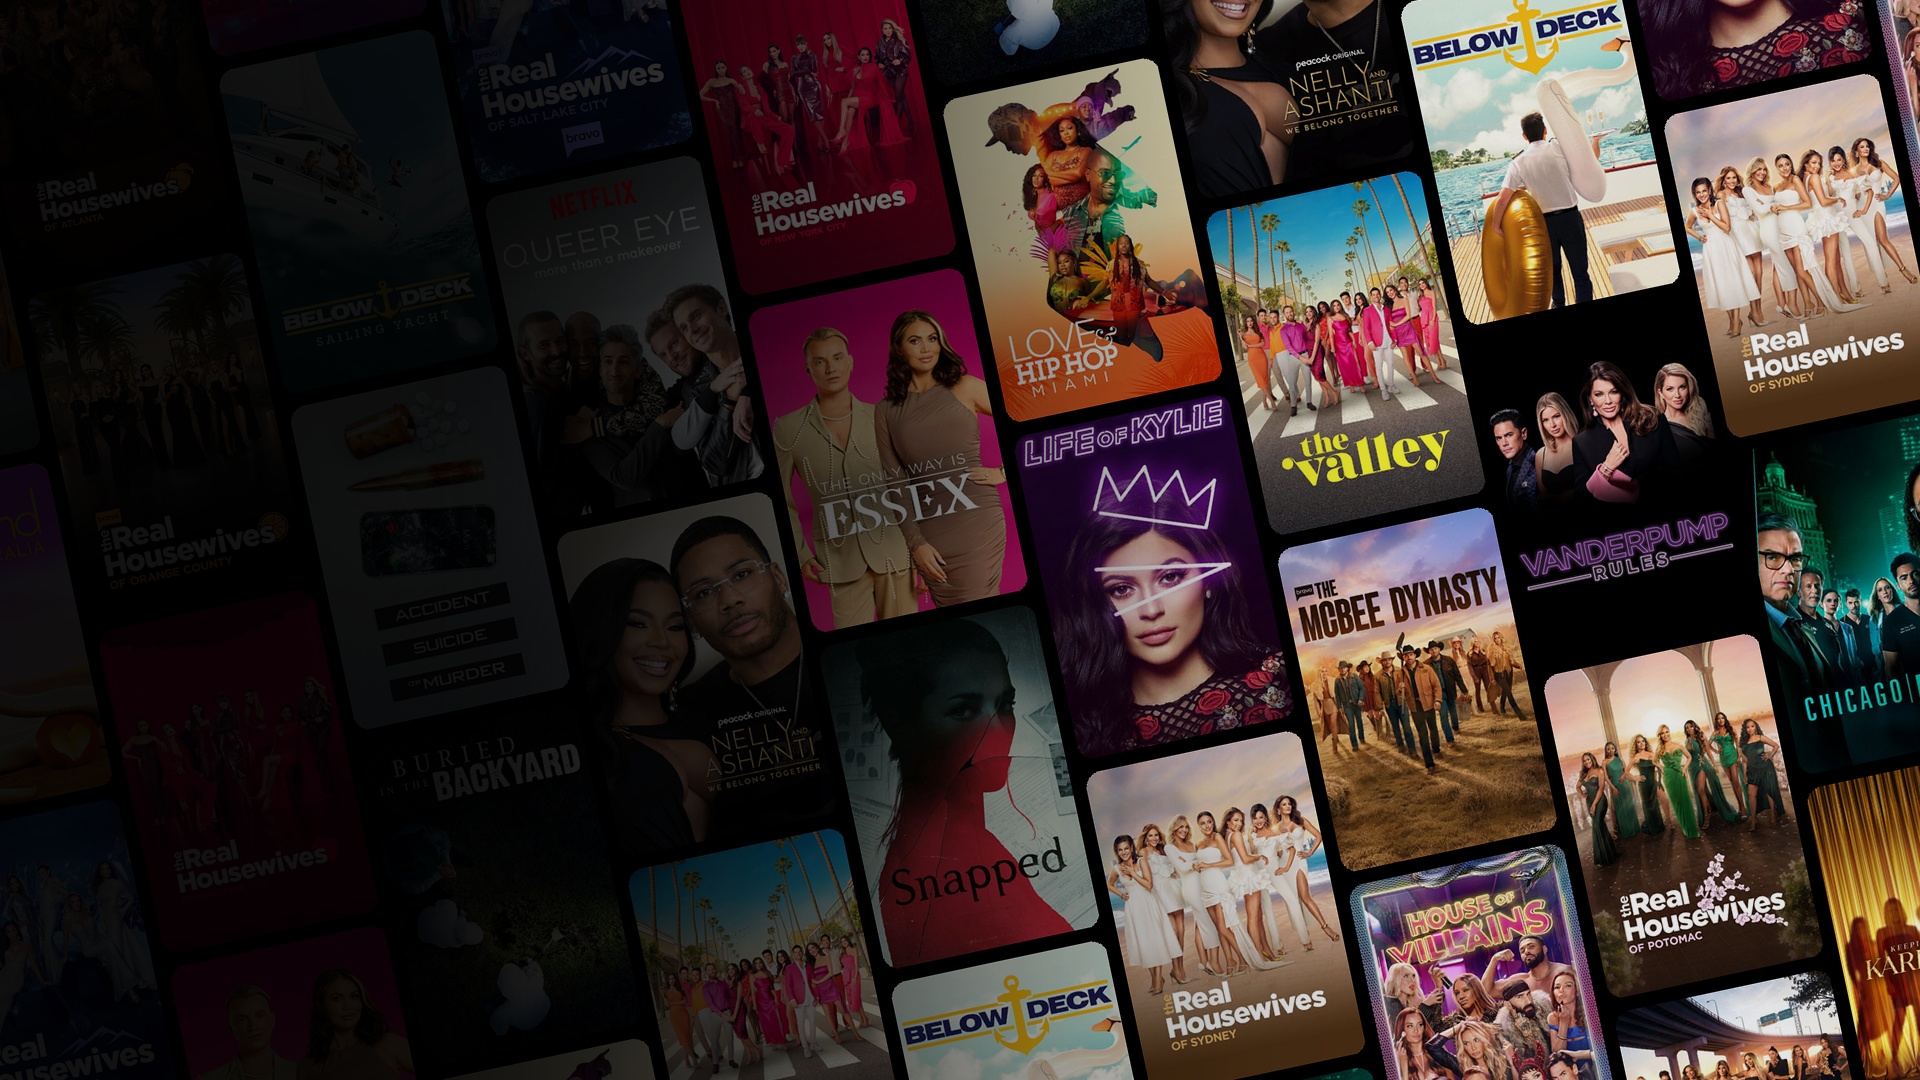 the Real
Housewives
OF ATLANTA
BELOW DECK
SAILING YACHT
the Real
Housewives
OF SALT LAKE CITY
bravo
NETFLIX
QUEER EYE
more than a makeover
the Real
Housewives
OF NEW YORK CITY
LOVE &
HIP HOP
MIAMI
peacock ORIGINAL
NELLY AND
ASHANTI
WE BELONG TOGETHER
BELOW DECK
the Real
Housewives
OF SYDNEY
the Real
Housewives
OF ORANGE COUNTY
ACCIDENT
SUICIDE
OR MURDER
THE ONLY WAY IS
ESSEX
LIFE OF KYLIE
the
valley
VANDERPUMP
RULES
the Real
Housewives
BURIED
IN THE BACKYARD
peacock ORIGINAL
NELLY AND
ASHANTI
WE BELONG TOGETHER
Snapped
bravo
THE
MCBEE DYNASTY
CHICAGO
the Real
Housewives
OF POTOMAC
BELOW DECK
the Real
Housewives
OF SYDNEY
HOUSE OF
VILLAINS
Housewives